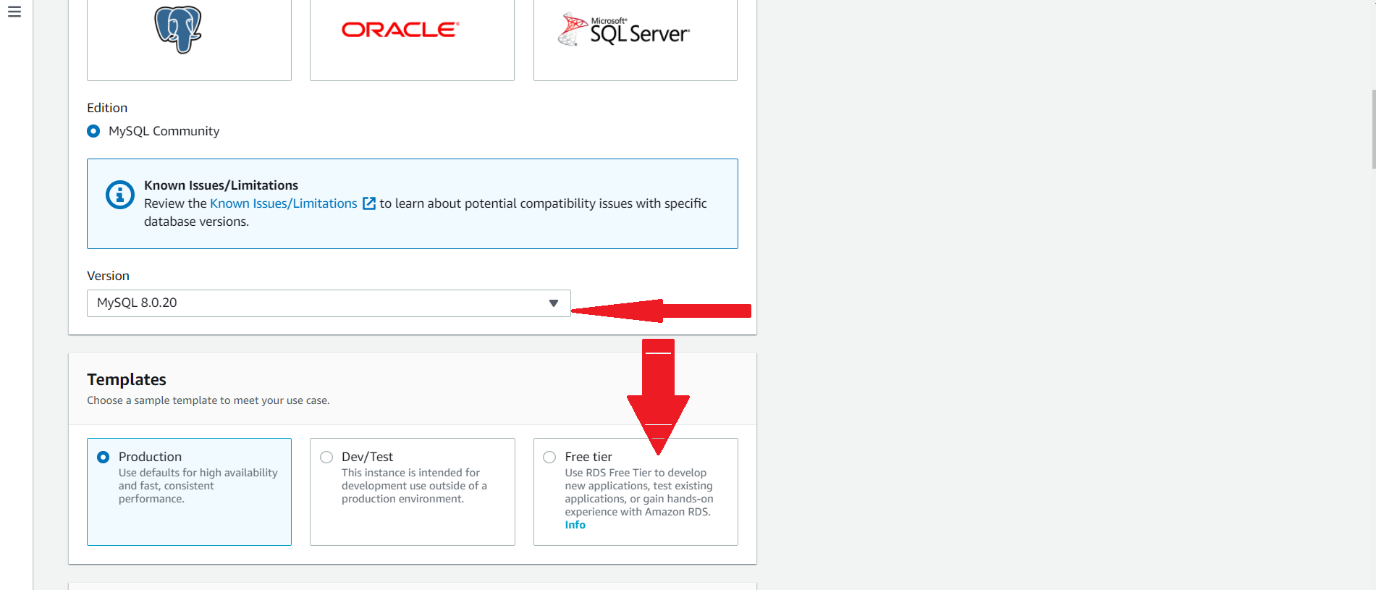 ORACLE
Microsoft
SQL Server
Edition
MySQL Community
Known Issues/Limitations
Review the Known Issues/Limitations to learn about potential compatibility issues with specific
database versions.
Version
MySQL 8.0.20
Templates
Choose a sample template to meet your use case.
Production
Use defaults for high availability
and fast, consistent
performance.
Dev/Test
This instance is intended for
development use outside of a
production environment.
Free tier
Use RDS Free Tier to develop
new applications, test existing
applications, or gain hands-on
experience with Amazon RDS.
Info